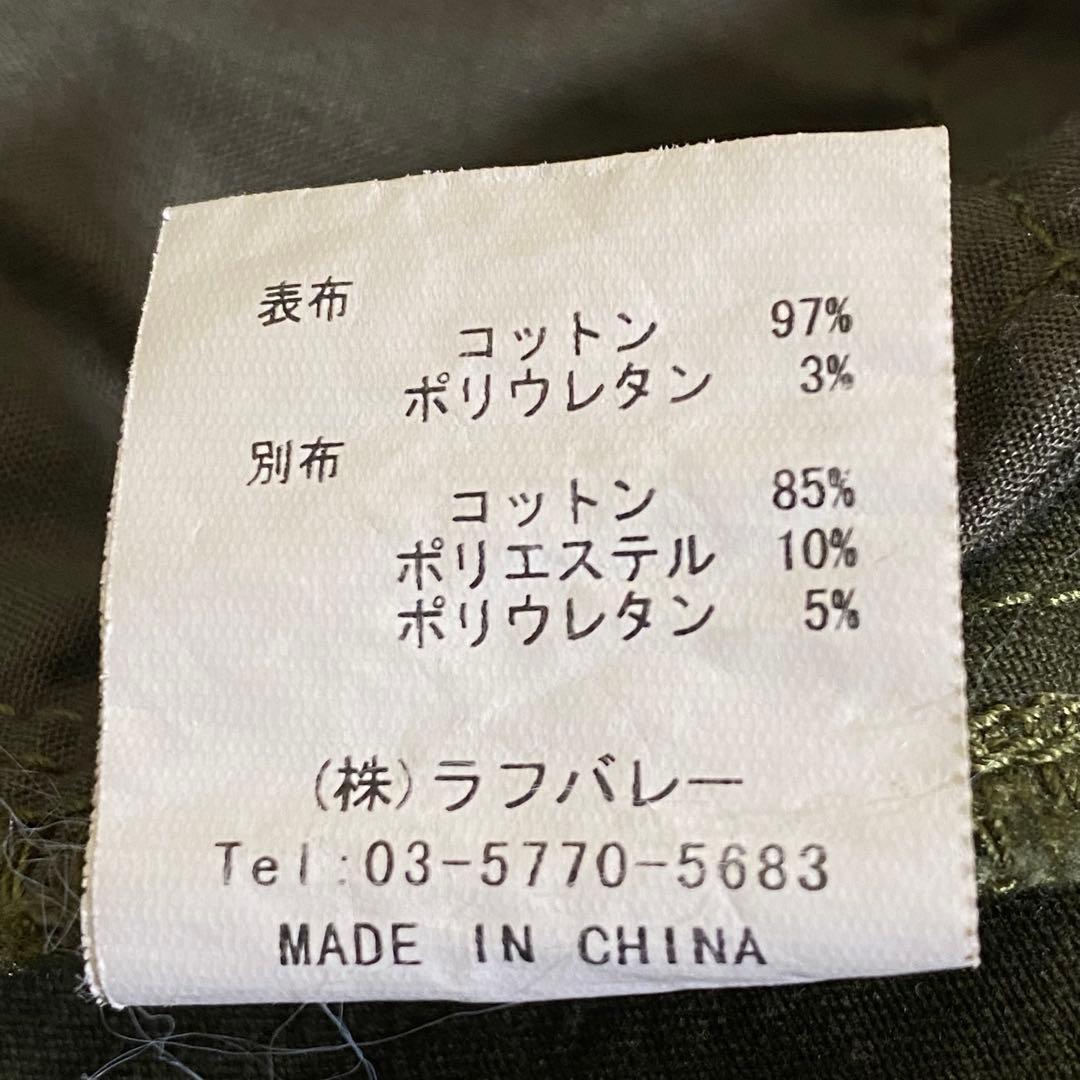 表布
コットン 97%
ポリウレタン 3%
別布
コットン 85%
ポリエステル 10%
ポリウレタン 5%
(株)ラフバレー
Tel:03-5770-5683
MADE IN CHINA